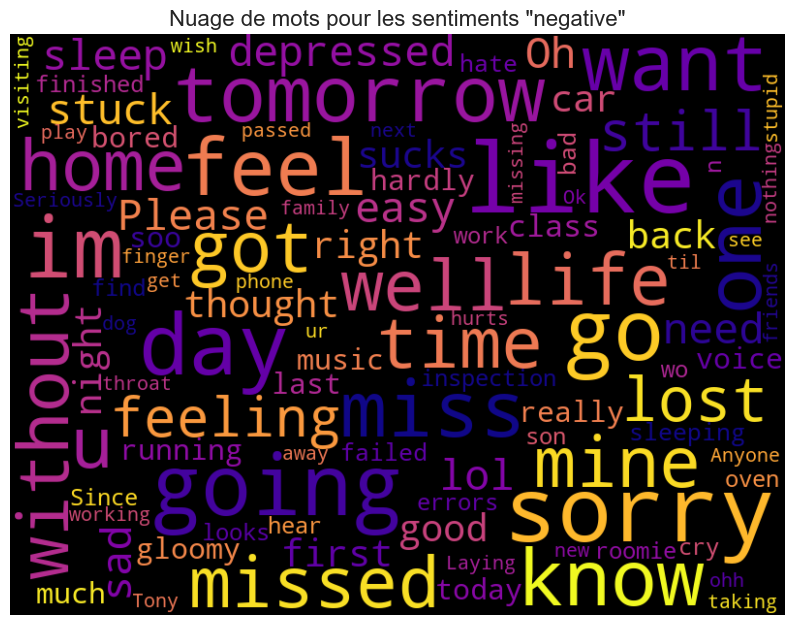 Nuage de mots pour les sentiments "negative"
visiting
sleep
wish
depressed
hate
Oh
want
finished
tomorrow
car
stupid
stuck
play
bored
passed
next
sucks
missing
bad
still
home
feel
like
n
nothing
Seriously
Please
family
hardly
easy
Ok
one
im
soo
finger
got
right
work
class
back
see
find
get
phone
well
life
til
friends
without
night
dog
thought
day
ur
time
hurts
go
need
wo
voice
throat
last
music
miss
inspection
u
feeling
really
lost
running
away
failed
son
sleeping
Since
going
lol
mine
Anyone
oven
working
looks
hear
errors
good
sorry
sad
gloomy
first
Laying
new
roomie
cry
much
Tony
missed
today
know
ohh
taking